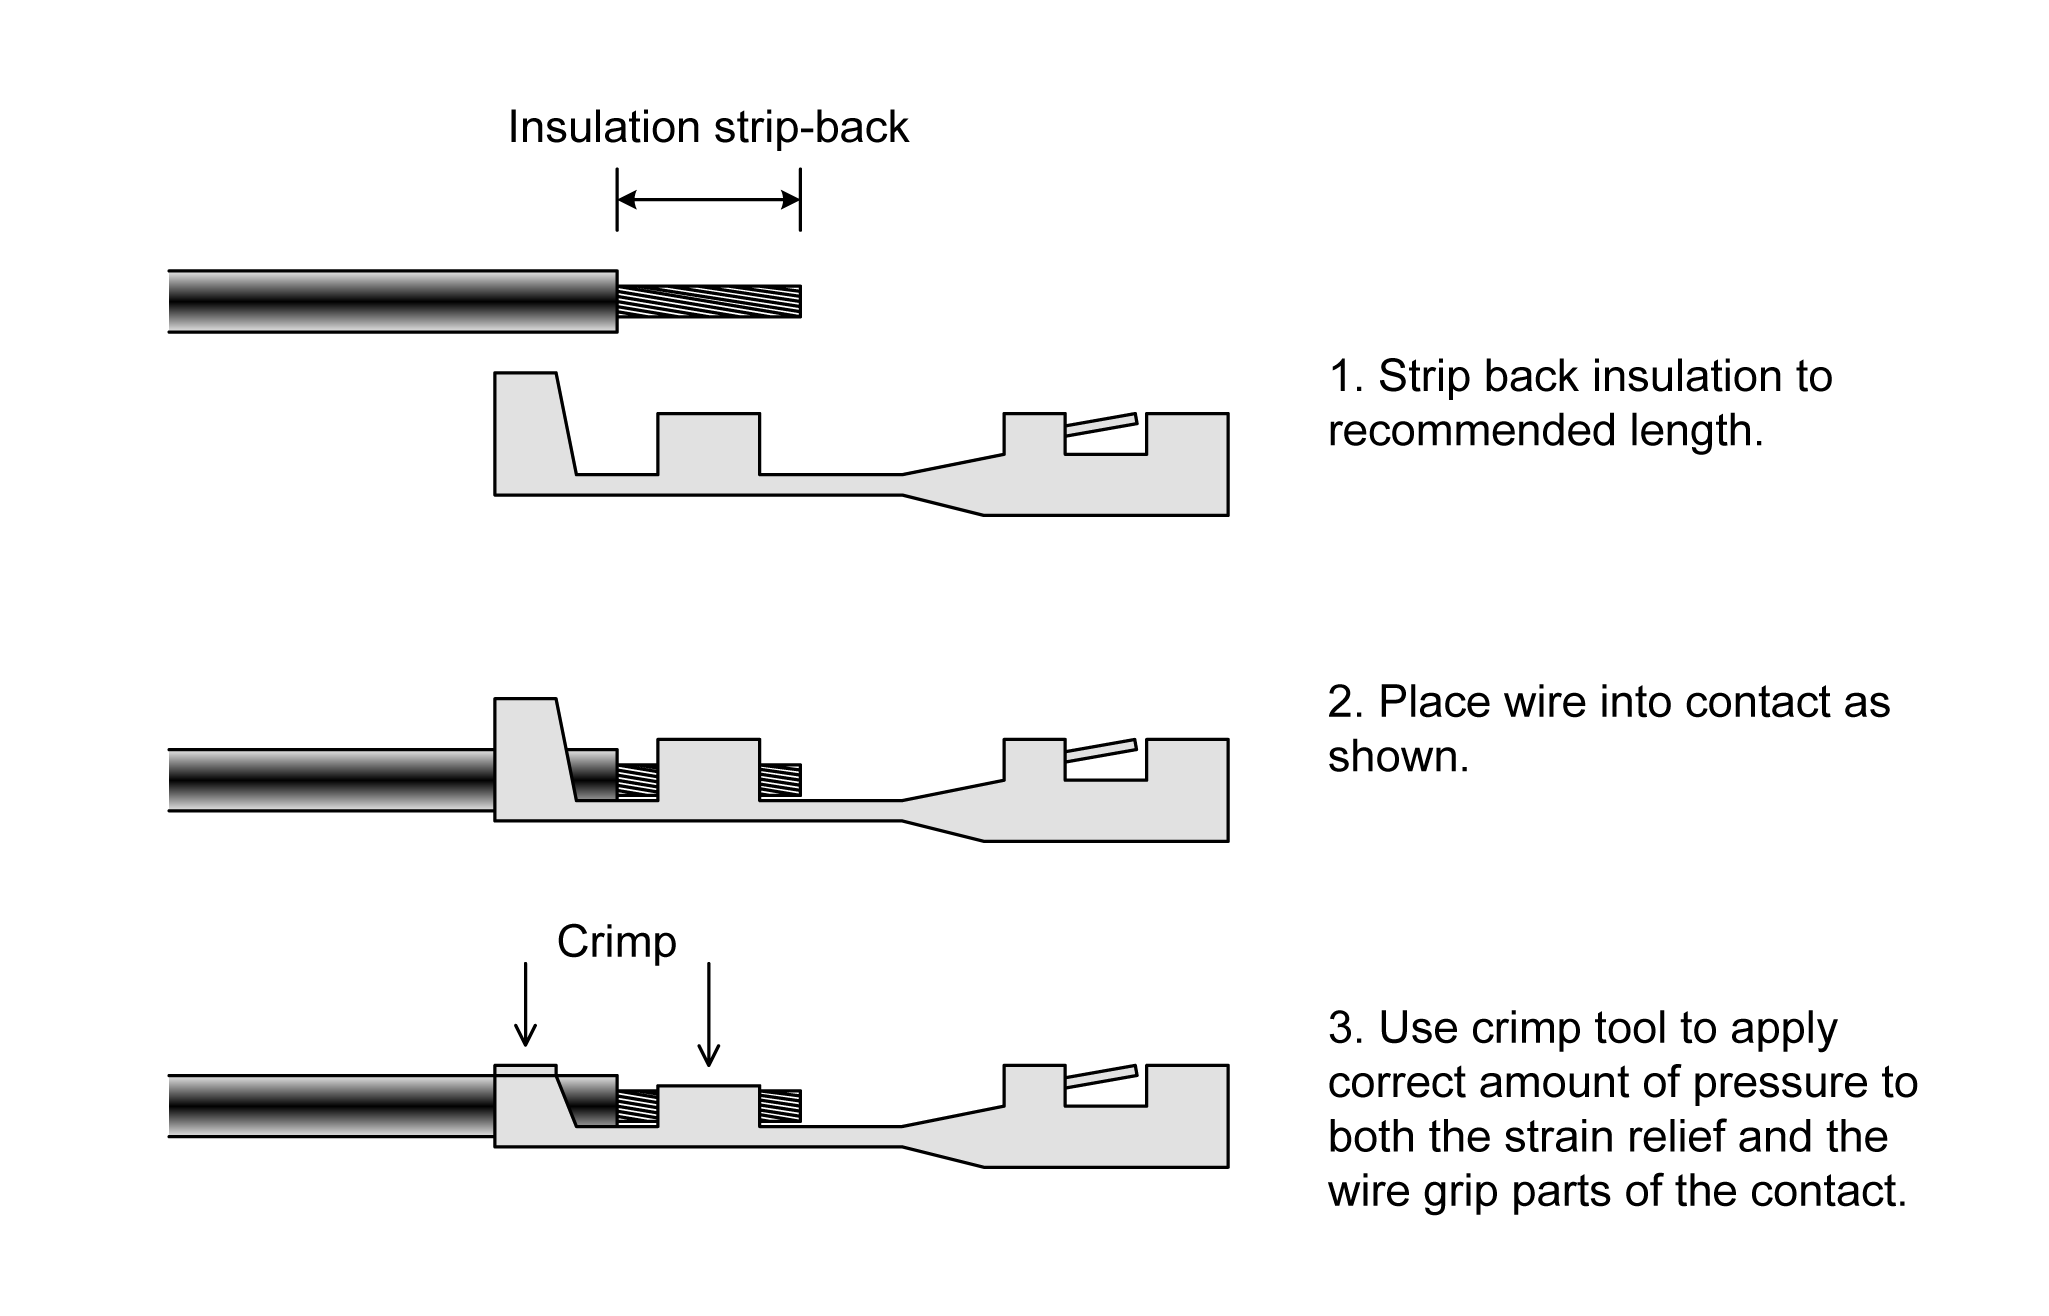 Insulation strip-back
1. Strip back insulation to
recommended length.
2. Place wire into contact as
shown.
Crimp
3. Use crimp tool to apply
correct amount of pressure to
both the strain relief and the
wire grip parts of the contact.